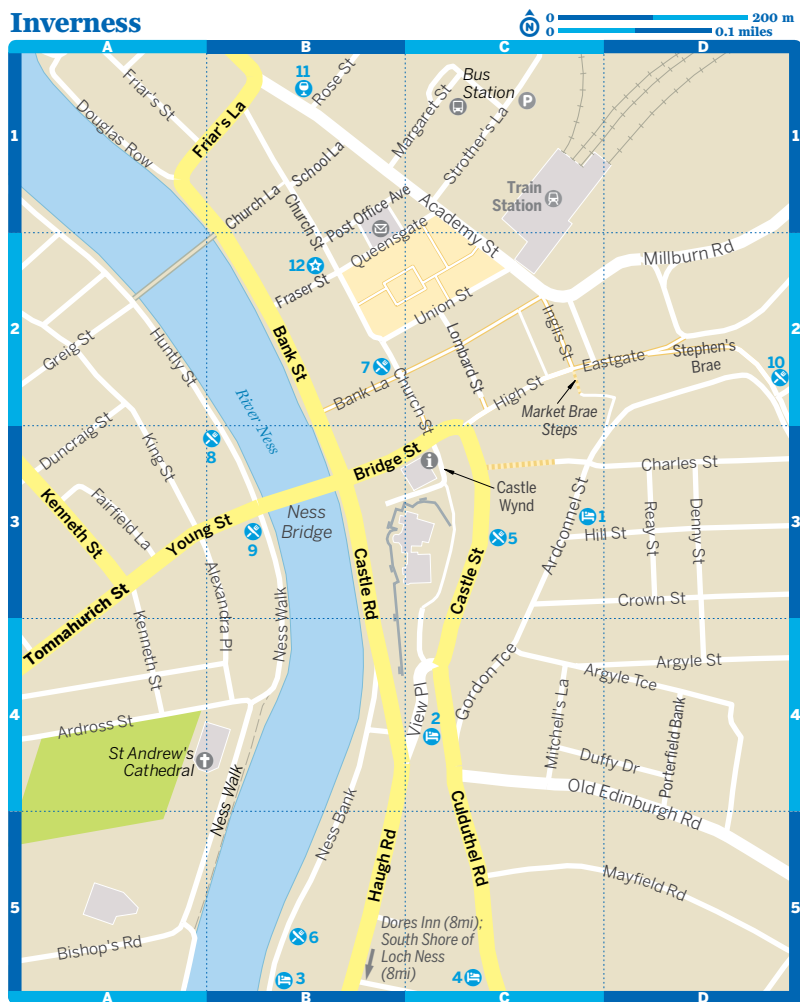 Inverness
N
0 200 m
0 0.1 miles
A B C D
1
Friar's St
Douglas Row
Friar's La
11
Rose St
Margaret St
Bus
Station
P
Strother's La
Train
Station
School La
Church La
Church St
Post Office Ave
Academy St
Queensgate
1
2
12
Fraser St
Union St
Millburn Rd
Greig St
Huntly St
Bank St
River Ness
7
Bank La
Church St
Lombard St
Inglis St
High St
Eastgate
Stephen's
Brae
10
Market Brae
Steps
2
3
Duncraig St
King St
8
Kenneth St
Fairfield La
Young St
9
Ness
Bridge
Bridge St
i
Castle
Wynd
Charles St
Ardconnel St
1
Hill St
Reay St
Denny St
5
Castle St
Castle Rd
Tomnahurich St
Alexandra Pl
Ness Walk
Crown St
3
4
Kenneth St
Ardross St
St Andrew's
Cathedral
Ness Walk
View Pl
2
Gordon Tce
Argyle St
Argyle Tce
Mitchell's La
Porterfield Bank
Duffy Dr
Old Edinburgh Rd
4
5
Ness Bank
Haugh Rd
Culduthel Rd
Mayfield Rd
Bishop's Rd
6
3
Dores Inn (8mi);
South Shore of
Loch Ness
(8mi)
4
5
A B C D